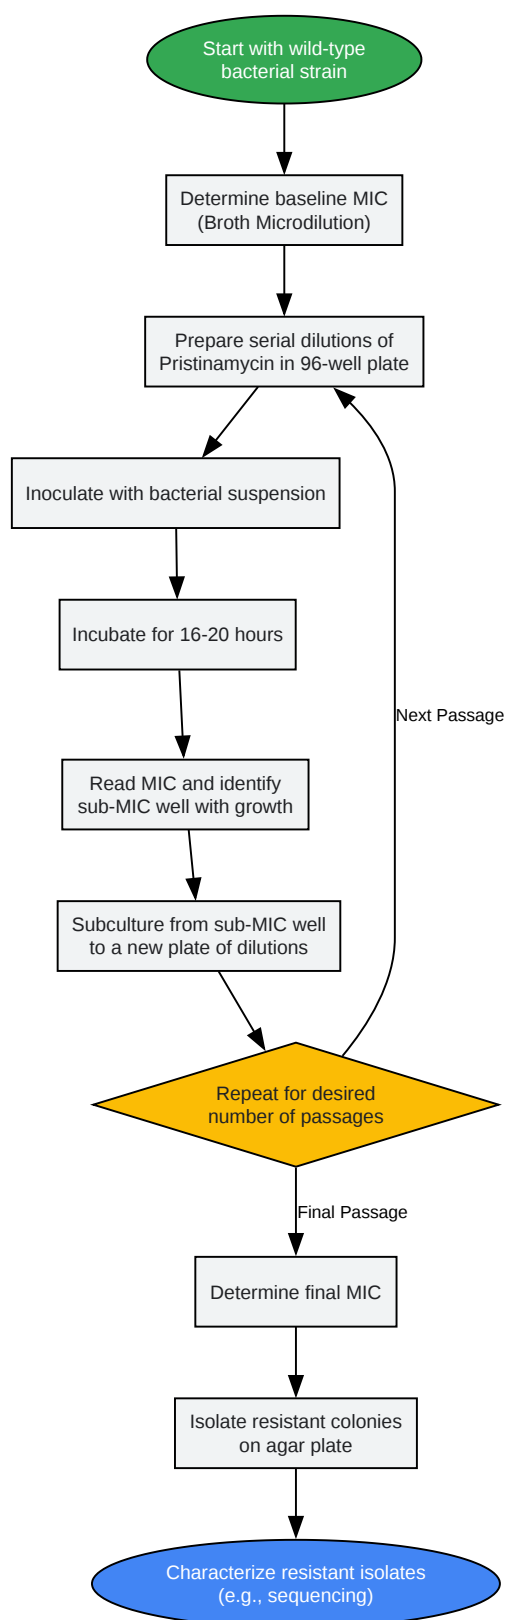 Start with wild-type
bacterial strain
Determine baseline MIC
(Broth Microdilution)
Prepare serial dilutions of
Pristinamycin in 96-well plate
Inoculate with bacterial suspension
Incubate for 16-20 hours
Next Passage
Read MIC and identify
sub-MIC well with growth
Subculture from sub-MIC well
to a new plate of dilutions
Repeat for desired
number of passages
Final Passage
Determine final MIC
Isolate resistant colonies
on agar plate
Characterize resistant isolates
(e.g., sequencing)